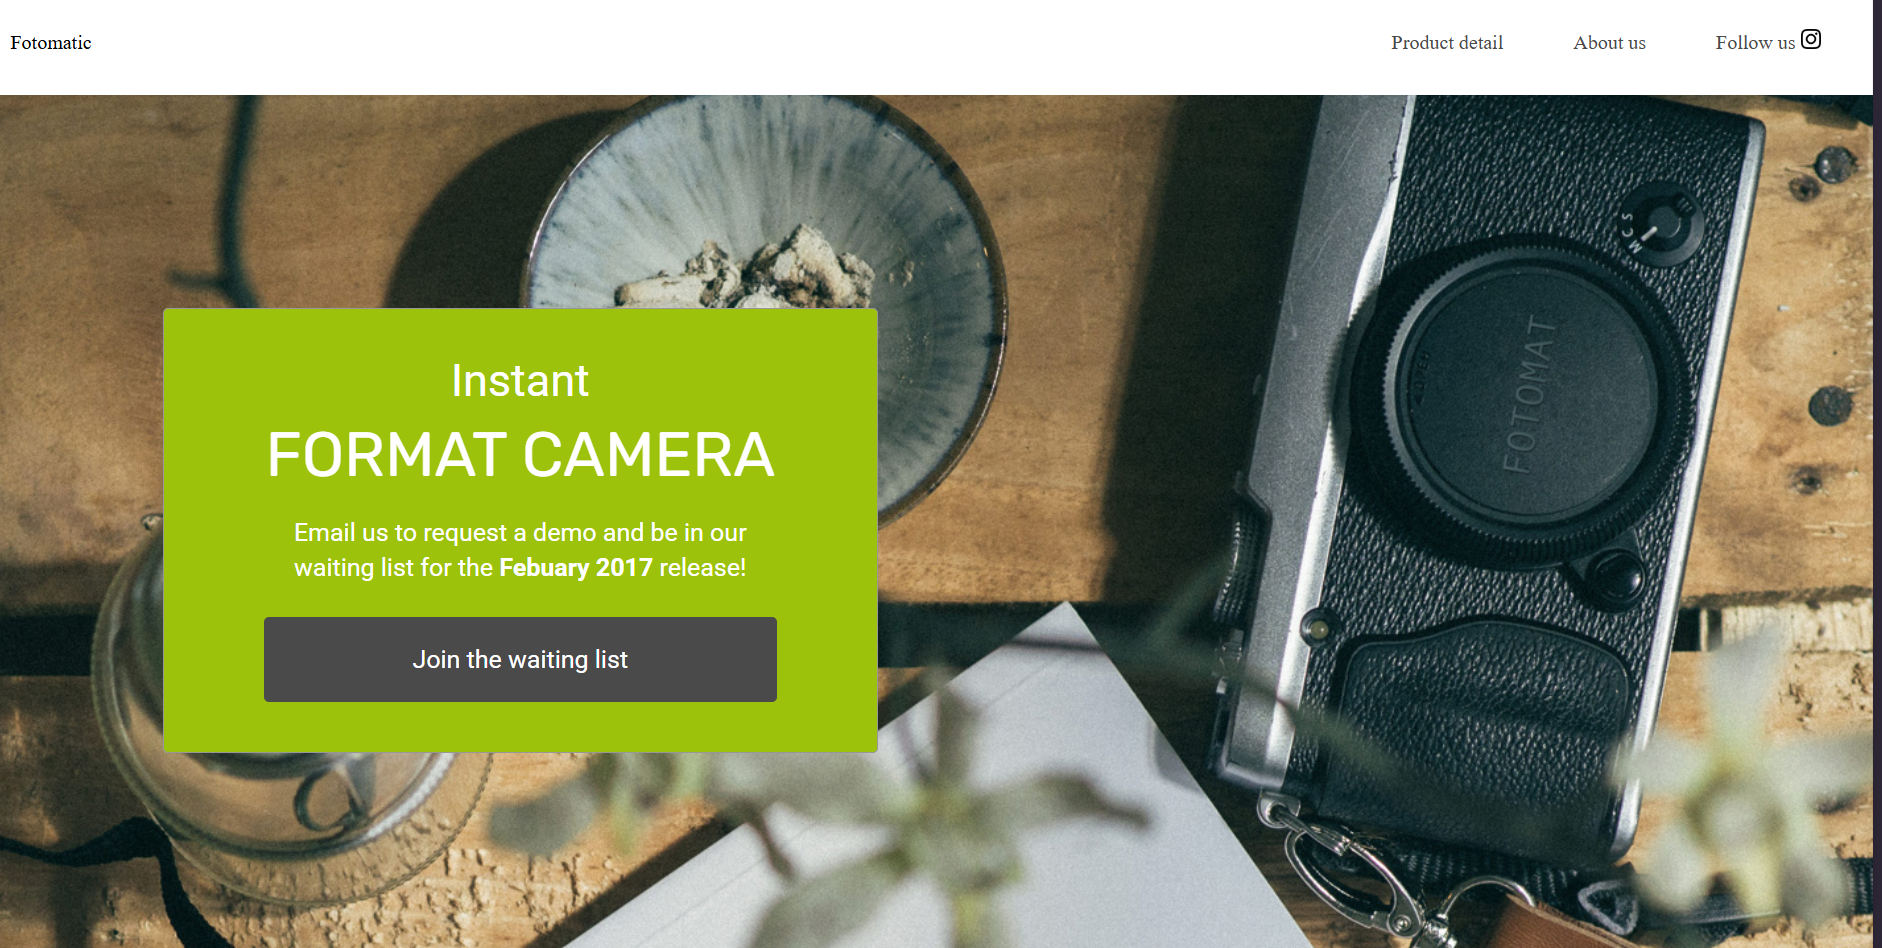 Fotomatic
Product detail
About us
Follow us
Instant
FORMAT CAMERA
Email us to request a demo and be in our
waiting list for the Febuary 2017 release!
Join the waiting list
FOTOMAT
S
C
M